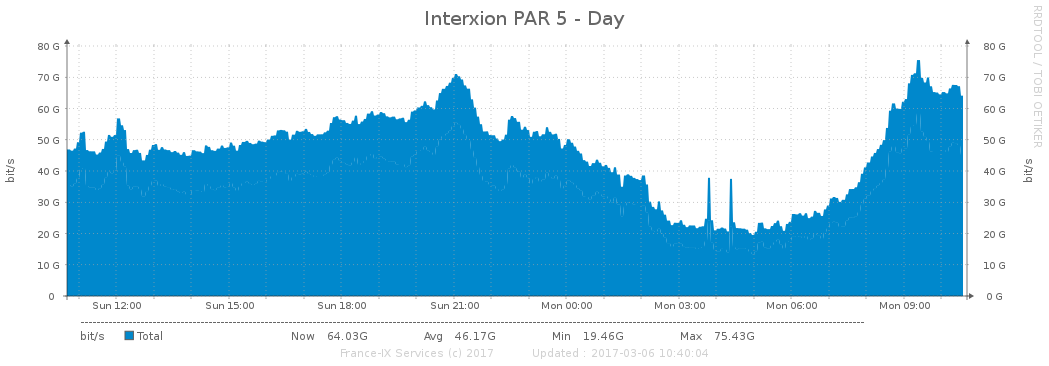 Interxion PAR 5 - Day
RRDTOOL / TOBI OETIKER
bit/s
80 G 80 G
70 G 70 G
60 G 60 G
50 G 50 G
40 G 40 G
30 G 30 G
20 G 20 G
10 G 10 G
0 0 G
bit/s
Sun 12:00 Sun 15:00 Sun 18:00 Sun 21:00 Mon 00:00 Mon 03:00 Mon 06:00 Mon 09:00
bit/s Total Now 64.03G Avg 46.17G Min 19.46G Max 75.43G
France-IX Services (c) 2017 Updated : 2017-03-06 10:40:04